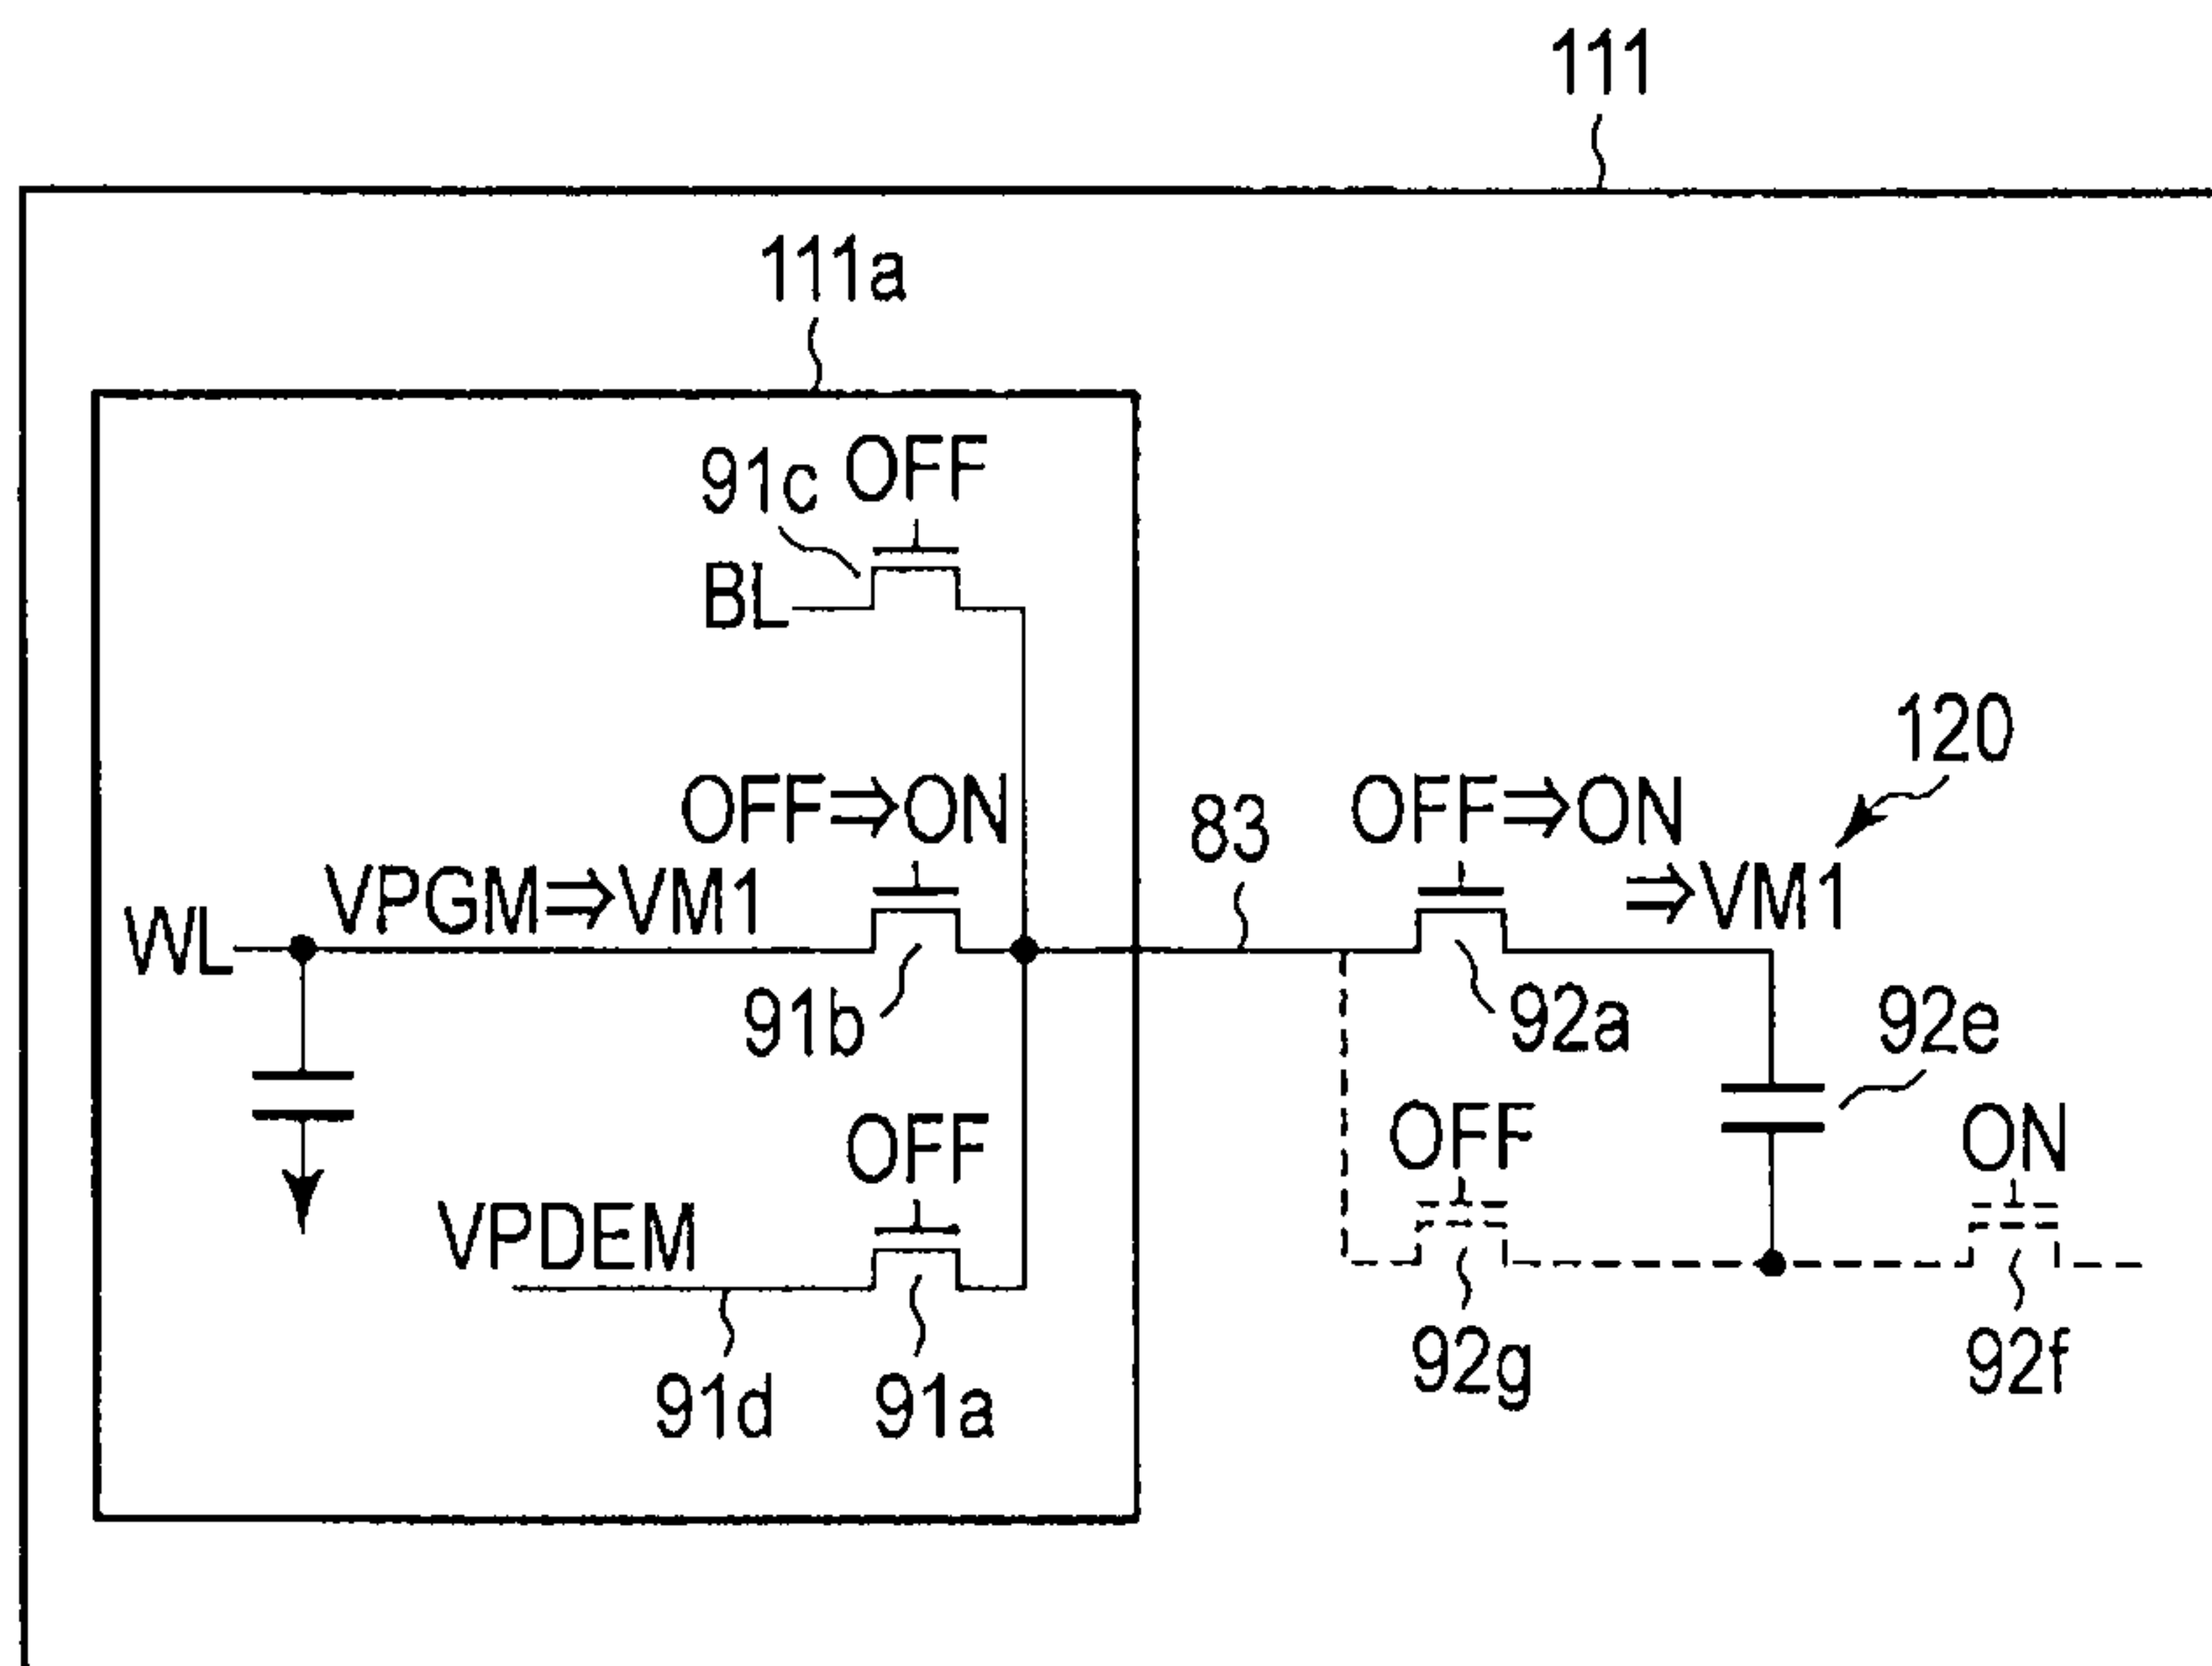 111
111a
91c OFF
BL
120
OFF⇒ON
83
OFF⇒ON
VPGM⇒VM1
⇒VM1
WL
91b
92a
92e
OFF
OFF
ON
VPDEM
91d
91a
92g
92f